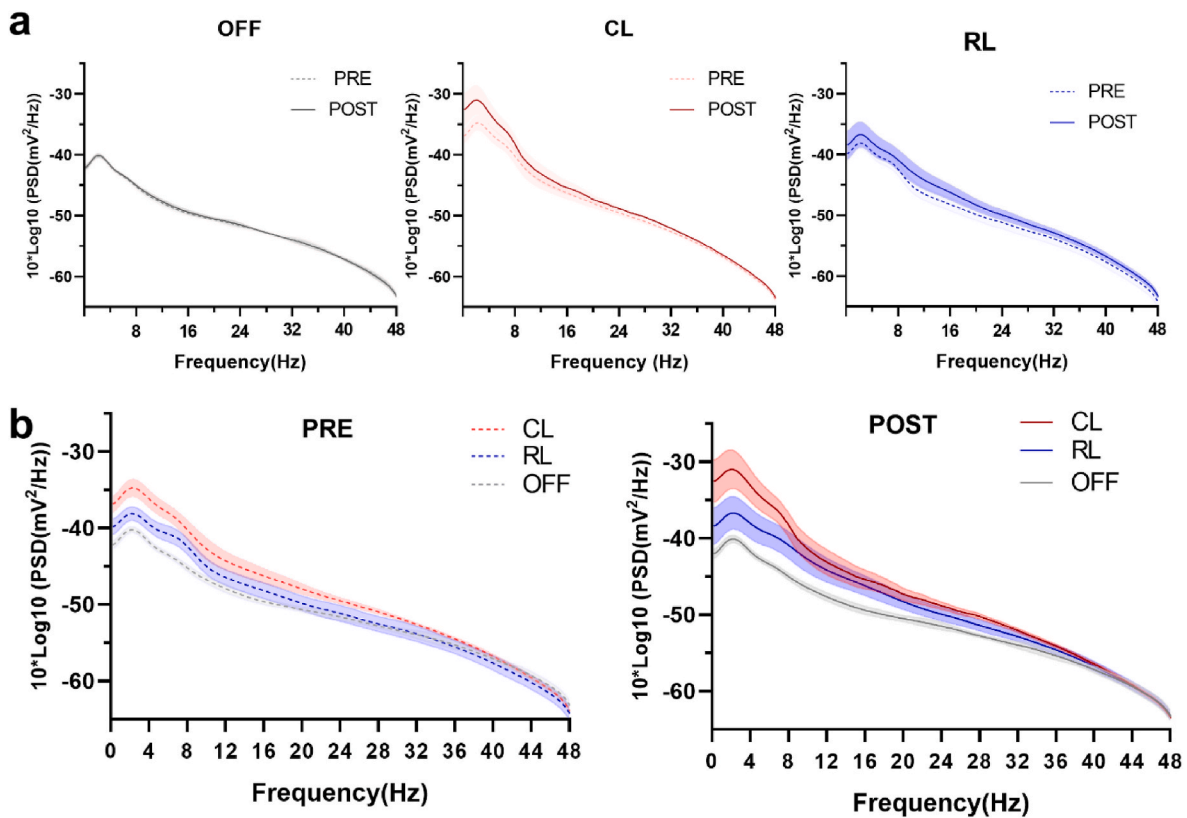 a
OFF
CL
RL
PRE
POST
PRE
POST
PRE
POST
10*Log10 (PSD(mV²/Hz))
-30
-40
-50
-60
8 16 24 32 40 48
Frequency(Hz)
10*Log10 (PSD(mV²/Hz))
-30
-40
-50
-60
8 16 24 32 40 48
Frequency (Hz)
10*Log10 (PSD(mV²/Hz))
-30
-40
-50
-60
8 16 24 32 40 48
Frequency(Hz)
b
PRE
CL
RL
OFF
10*Log10 (PSD(mV²/Hz))
-30
-40
-50
-60
0 4 8 12 16 20 24 28 32 36 40 44 48
Frequency(Hz)
POST
CL
RL
OFF
10*Log10 (PSD(mV²/Hz))
-30
-40
-50
-60
0 4 8 12 16 20 24 28 32 36 40 44 48
Frequency(Hz)